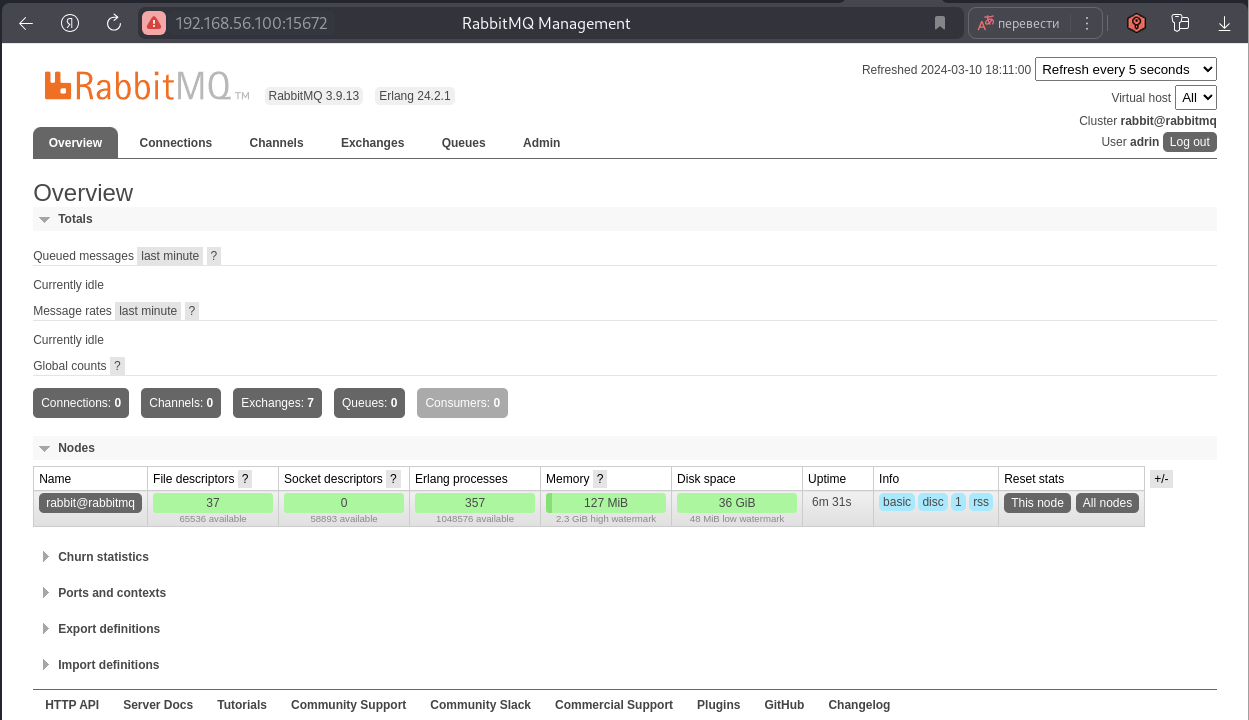 192.168.56.100:15672 RabbitMQ Management перевести
Refreshed 2024-03-10 18:11:00 Refresh every 5 seconds
RabbitMQ TM RabbitMQ 3.9.13 Erlang 24.2.1
Virtual host All
Cluster rabbit@rabbitmq
User adrin Log out
Overview Connections Channels Exchanges Queues Admin
Overview
Totals
Queued messages last minute ?
Currently idle
Message rates last minute ?
Currently idle
Global counts ?
Connections: 0 Channels: 0 Exchanges: 7 Queues: 0 Consumers: 0
Nodes
Name File descriptors ? Socket descriptors ? Erlang processes Memory ? Disk space Uptime Info Reset stats +/-
rabbit@rabbitmq 37 0 357 127 MiB 36 GiB 6m 31s basic disc 1 rss This node All nodes
65536 available 58893 available 1048576 available 2.3 GiB high watermark 48 MiB low watermark
Churn statistics
Ports and contexts
Export definitions
Import definitions
HTTP API Server Docs Tutorials Community Support Community Slack Commercial Support Plugins GitHub Changelog